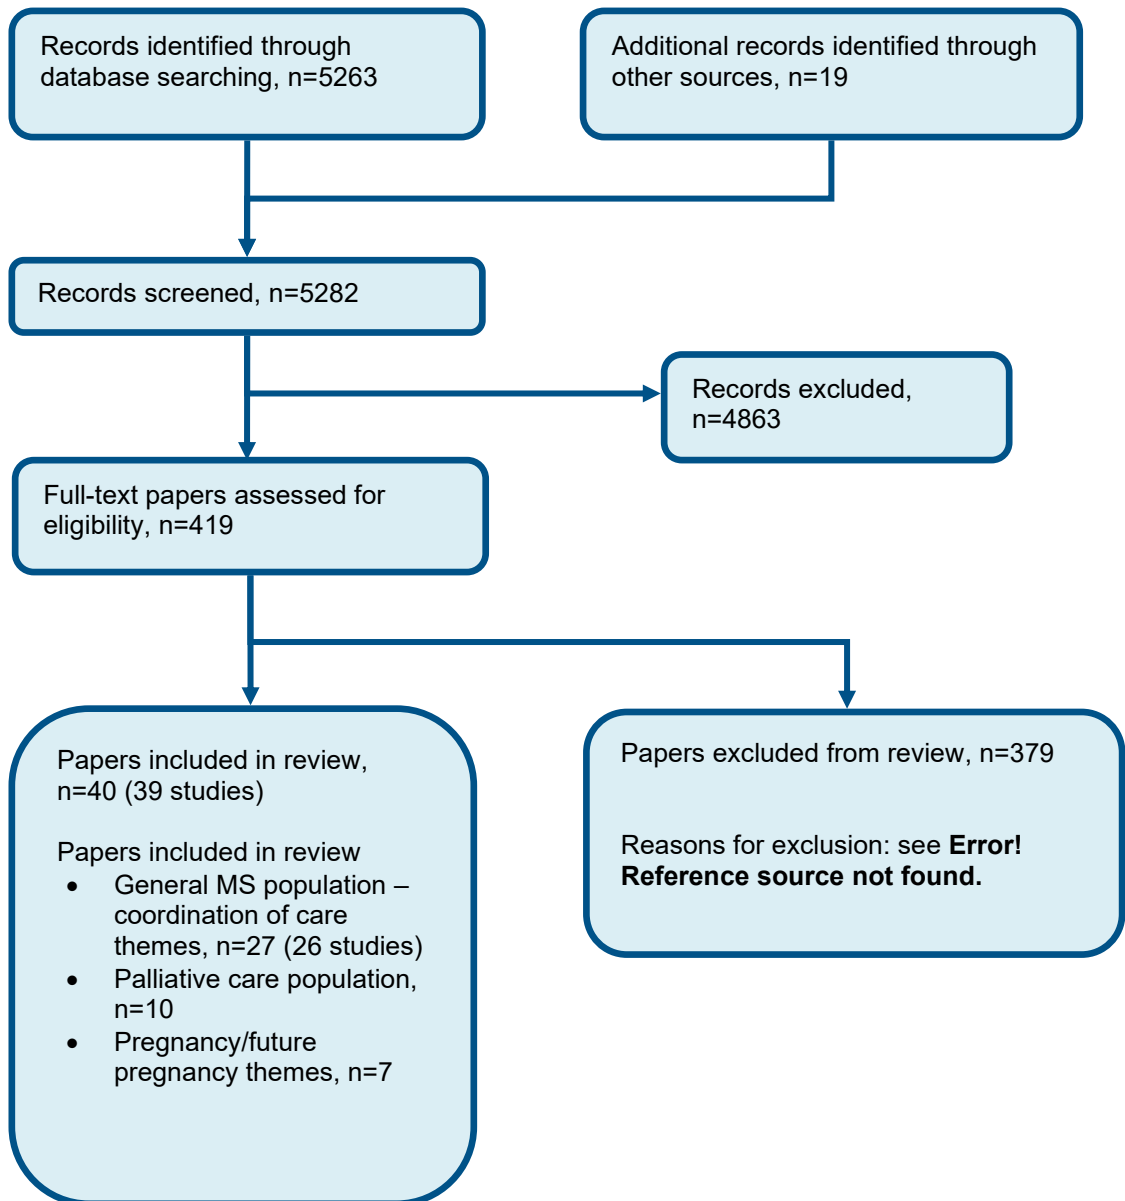 Records identified through
database searching, n=5263
Additional records identified through
other sources, n=19
Records screened, n=5282
Records excluded,
n=4863
Full-text papers assessed for
eligibility, n=419
Papers included in review,
n=40 (39 studies)
Papers included in review
• General MS population –
coordination of care
themes, n=27 (26 studies)
• Palliative care population,
n=10
• Pregnancy/future
pregnancy themes, n=7
Papers excluded from review, n=379
Reasons for exclusion: see Error!
Reference source not found.